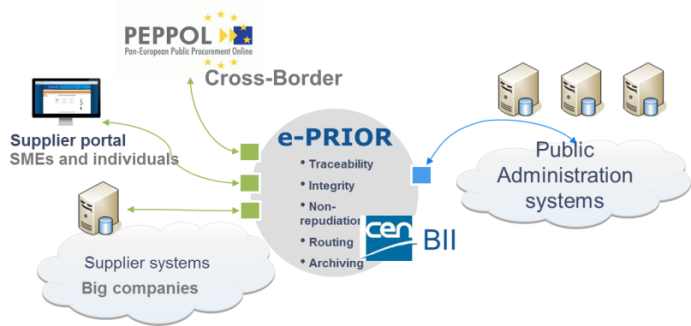 PEPPOL
Pan-European Public Procurement Online
Cross-Border
Supplier portal
SMEs and individuals
Supplier systems
Big companies
e-PRIOR
• Traceability
• Integrity
• Non-
repudiation
• Routing
• Archiving
cen
BII
Public
Administration
systems